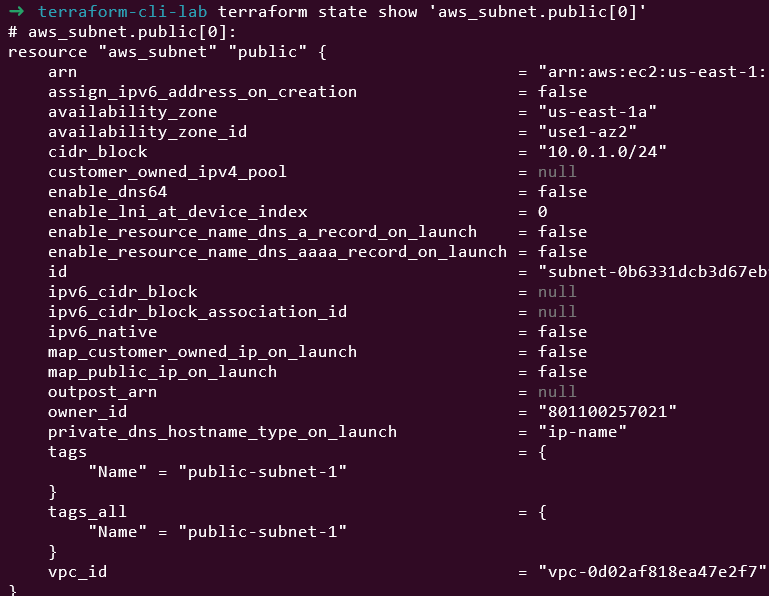 → terraform-cli-lab terraform state show 'aws_subnet.public[0]'
# aws_subnet.public[0]:
resource "aws_subnet" "public" {
    arn                                            = "arn:aws:ec2:us-east-1:
    assign_ipv6_address_on_creation                = false
    availability_zone                              = "us-east-1a"
    availability_zone_id                           = "use1-az2"
    cidr_block                                     = "10.0.1.0/24"
    customer_owned_ipv4_pool                       = null
    enable_dns64                                   = false
    enable_lni_at_device_index                     = 0
    enable_resource_name_dns_a_record_on_launch    = false
    enable_resource_name_dns_aaaa_record_on_launch = false
    id                                             = "subnet-0b6331dcb3d67eb
    ipv6_cidr_block                                = null
    ipv6_cidr_block_association_id                 = null
    ipv6_native                                    = false
    map_customer_owned_ip_on_launch                = false
    map_public_ip_on_launch                        = false
    outpost_arn                                    = null
    owner_id                                       = "801100257021"
    private_dns_hostname_type_on_launch            = "ip-name"
    tags                                           = {
        "Name" = "public-subnet-1"
    }
    tags_all                                       = {
        "Name" = "public-subnet-1"
    }
    vpc_id                                         = "vpc-0d02af818ea47e2f7"
}